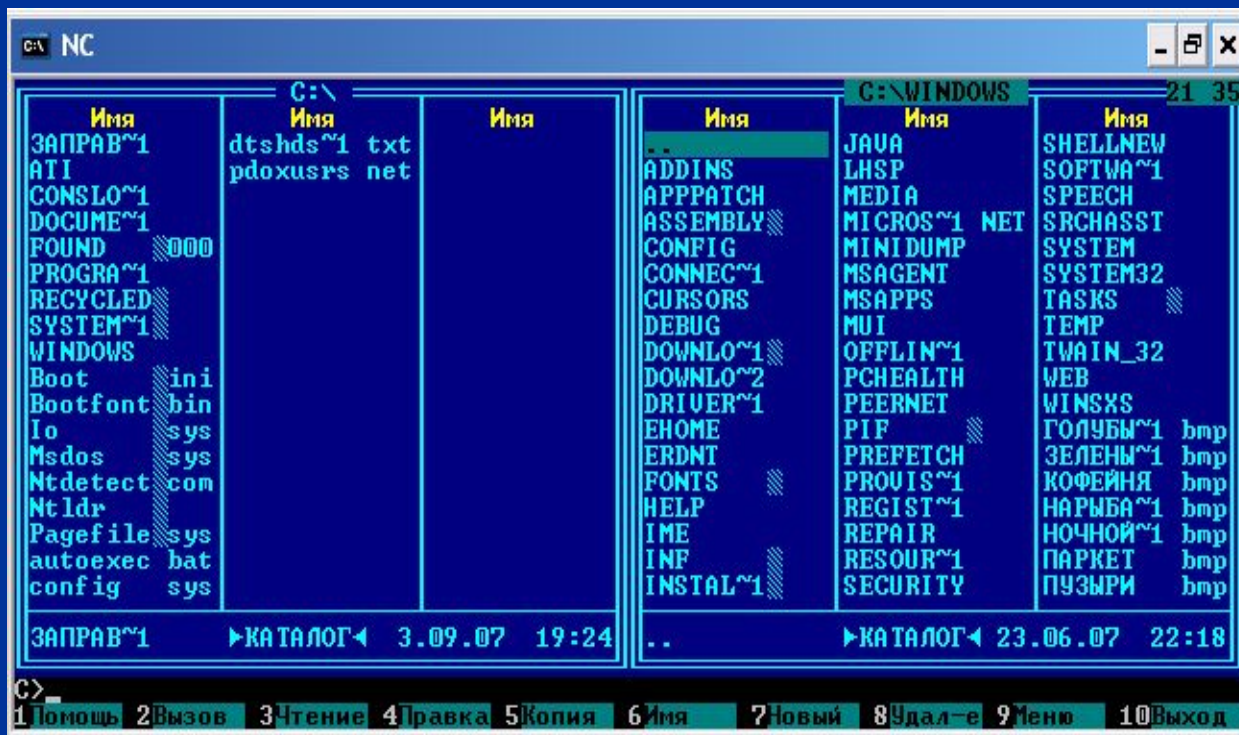 NC
C:\ C:\WINDOWS 21 35
Имя Имя Имя Имя Имя Имя
ЗАПРАВ~1 dtshds~1 txt .. JAVA SHELLNEW
ATI pdoxusrs net ADDINS LHSP SOFTWA~1
CONSLO~1 APPPATCH MEDIA SPEECH
DOCUME~1 ASSEMBLY░ MICROS~1 NET SRCHASST
FOUND ░000 CONFIG MINIDUMP SYSTEM
PROGRA~1 CONNEC~1 MSAGENT SYSTEM32
RECYCLED░ CURSORS MSAPPS TASKS ░
SYSTEM~1░ DEBUG MUI TEMP
WINDOWS DOWNLO~1░ OFFLIN~1 TWAIN_32
Boot ░ini DOWNLO~2 PCHEALTH WEB
Bootfont░bin DRIVER~1 PEERNET WINSXS
Io ░sys EHOME PIF ░ ГОЛУБЫ~1 bmp
Msdos ░sys ERDNT PREFETCH ЗЕЛЕНЫ~1 bmp
Ntdetect░com FONTS ░ PROVIS~1 КОФЕЙНЯ bmp
Ntldr ░ HELP REGIST~1 НАРЫБА~1 bmp
Pagefile░sys IME REPAIR НОЧНОЙ~1 bmp
autoexec bat INF ░ RESOUR~1 ПАРКЕТ bmp
config sys INSTAL~1░ SECURITY ПУЗЫРИ bmp
ЗАПРАВ~1 ►КАТАЛОГ◄ 3.09.07 19:24 .. ►КАТАЛОГ◄ 23.06.07 22:18
C>_
1Помощь 2Вызов 3Чтение 4Правка 5Копия 6Имя 7Новый 8Удал-е 9Меню 10Выход